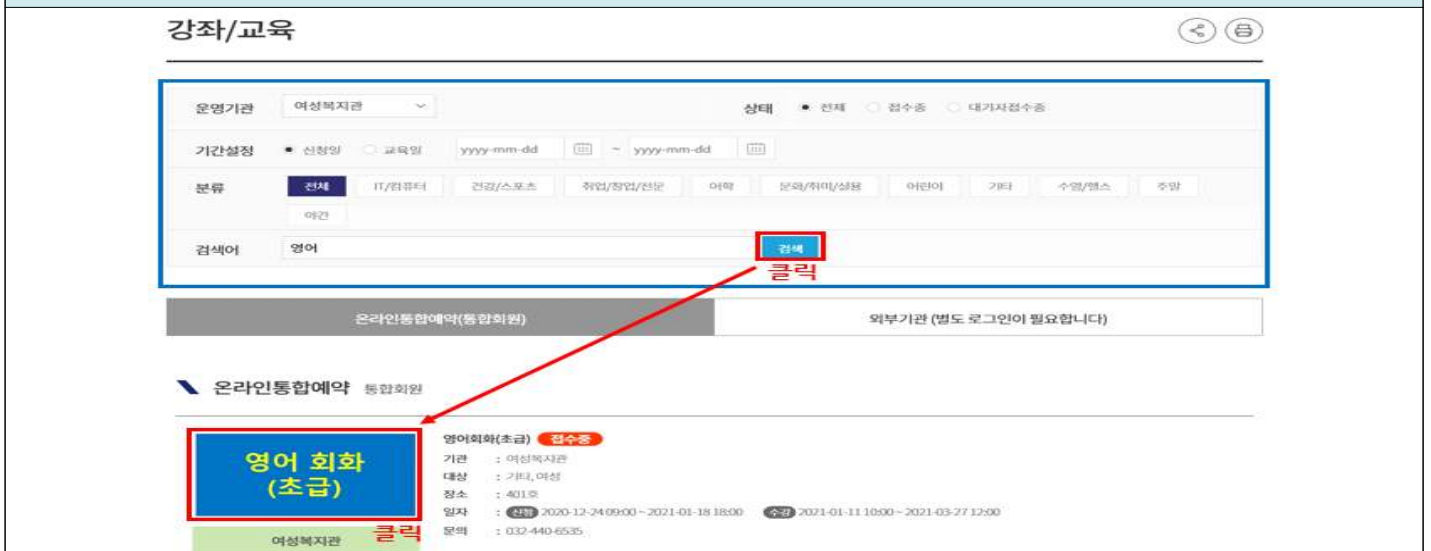 강좌/교육
운영기관 여성복지관 상태 전체 접수중 대기자접수중
기간설정 신청일 교육일 yyyy-mm-dd ~ yyyy-mm-dd
분류 전체 IT/컴퓨터 건강/스포츠 취업/창업/전문 어학 문화/취미/실용 어린이 기타 수영/헬스 주말
야간
검색어 영어 검색
클릭
온라인통합예약(통합회원) 외부기관 (별도 로그인이 필요합니다)
온라인통합예약 통합회원
영어 회화
(초급)
여성복지관
클릭
영어회화(초급) 접수중
기관 : 여성복지관
대상 : 기타, 여성
장소 : 401호
일자 : 신청 2020-12-24 09:00 ~ 2021-01-18 18:00 수강 2021-01-11 10:00 ~ 2021-03-27 12:00
문의 : 032-440-6535